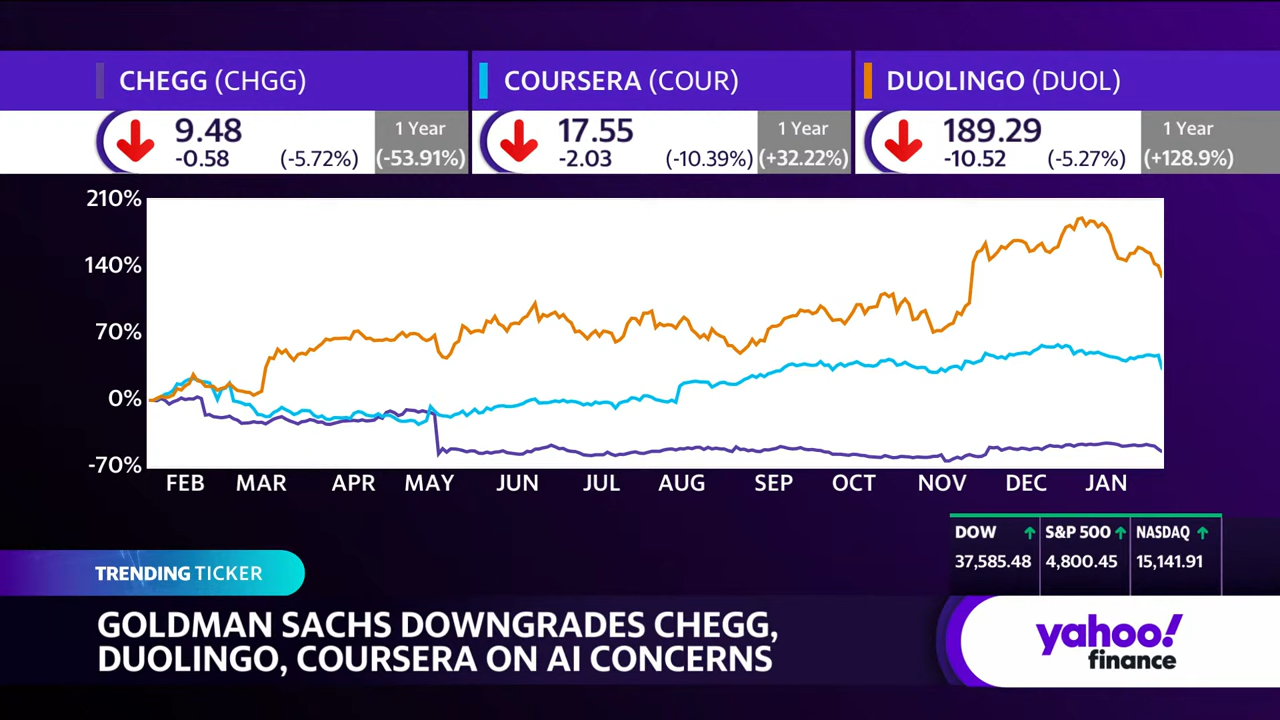 CHEGG (CHGG)
9.48
-0.58 (-5.72%)
1 Year
(-53.91%)
COURSERA (COUR)
17.55
-2.03 (-10.39%)
1 Year
(+32.22%)
DUOLINGO (DUOL)
189.29
-10.52 (-5.27%)
1 Year
(+128.9%)
210%
140%
70%
0%
-70%
FEB MAR APR MAY JUN JUL AUG SEP OCT NOV DEC JAN
DOW
37,585.48
S&P 500
4,800.45
NASDAQ
15,141.91
TRENDING TICKER
GOLDMAN SACHS DOWNGRADES CHEGG,
DUOLINGO, COURSERA ON AI CONCERNS
yahoo!
finance